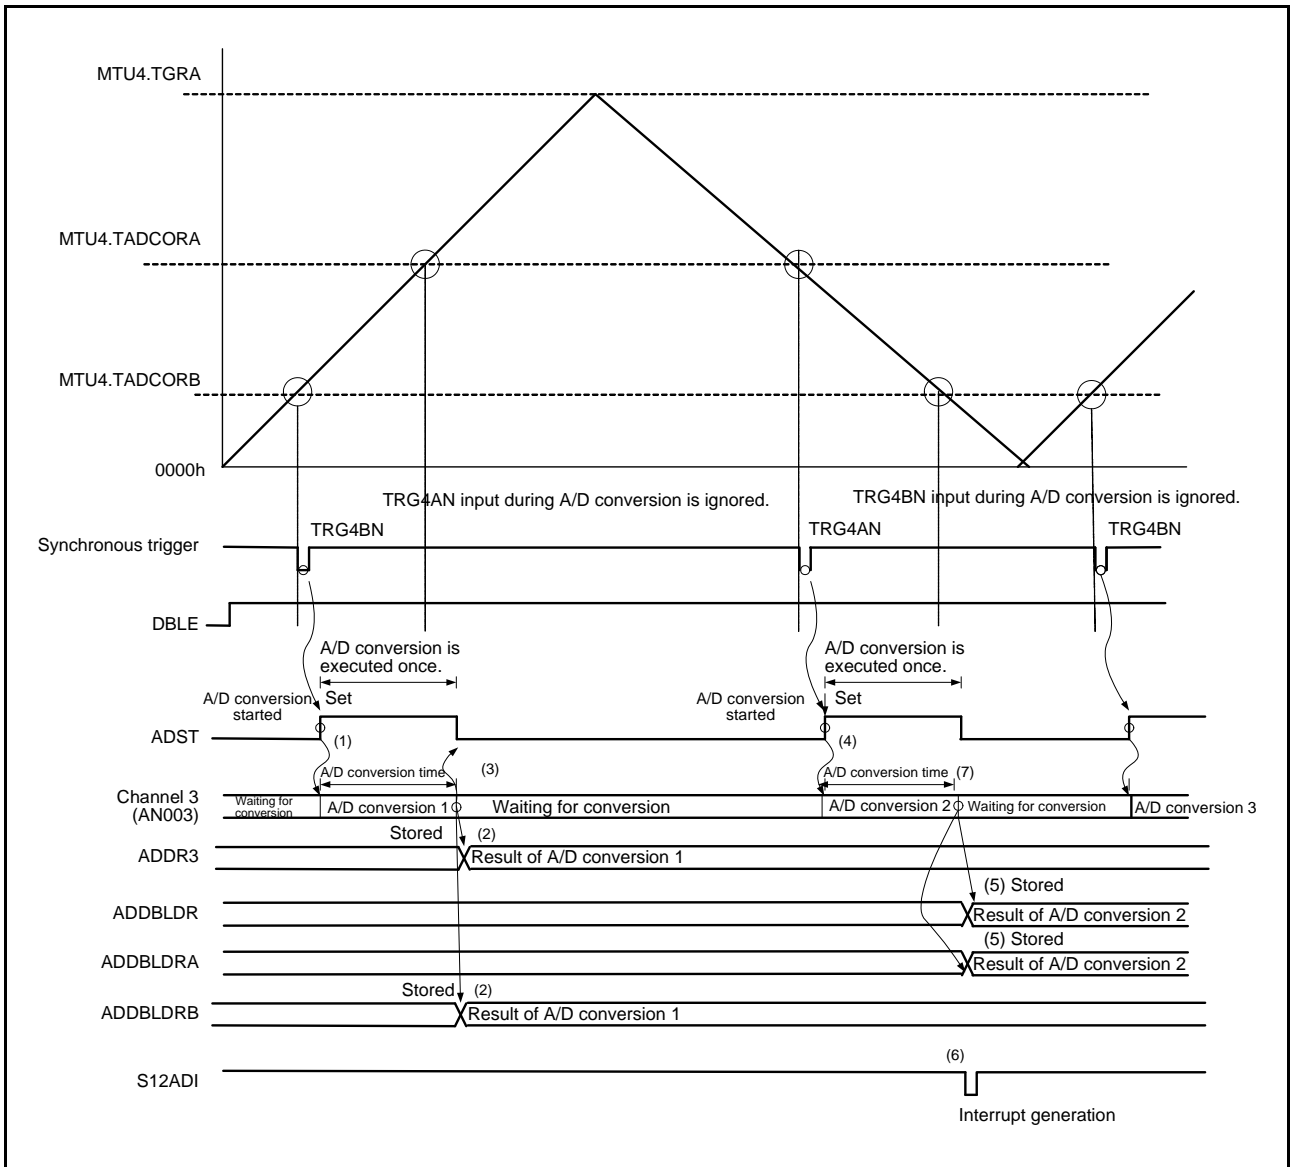 MTU4.TGRA
MTU4.TADCORA
MTU4.TADCORB
0000h
TRG4AN input during A/D conversion is ignored.
TRG4BN input during A/D conversion is ignored.
Synchronous trigger
TRG4BN
TRG4AN
TRG4BN
DBLE
A/D conversion is
executed once.
A/D conversion is
executed once.
A/D conversion
started
Set
A/D conversion
started
Set
ADST
(1)
(4)
A/D conversion time
(3)
A/D conversion time
(7)
Channel 3
(AN003)
Waiting for
conversion
A/D conversion 1
Waiting for conversion
A/D conversion 2
Waiting for conversion
A/D conversion 3
Stored
(2)
ADDR3
Result of A/D conversion 1
(5) Stored
ADDBLDR
Result of A/D conversion 2
(5) Stored
ADDBLDRA
Result of A/D conversion 2
Stored
(2)
ADDBLDRB
Result of A/D conversion 1
(6)
S12ADI
Interrupt generation